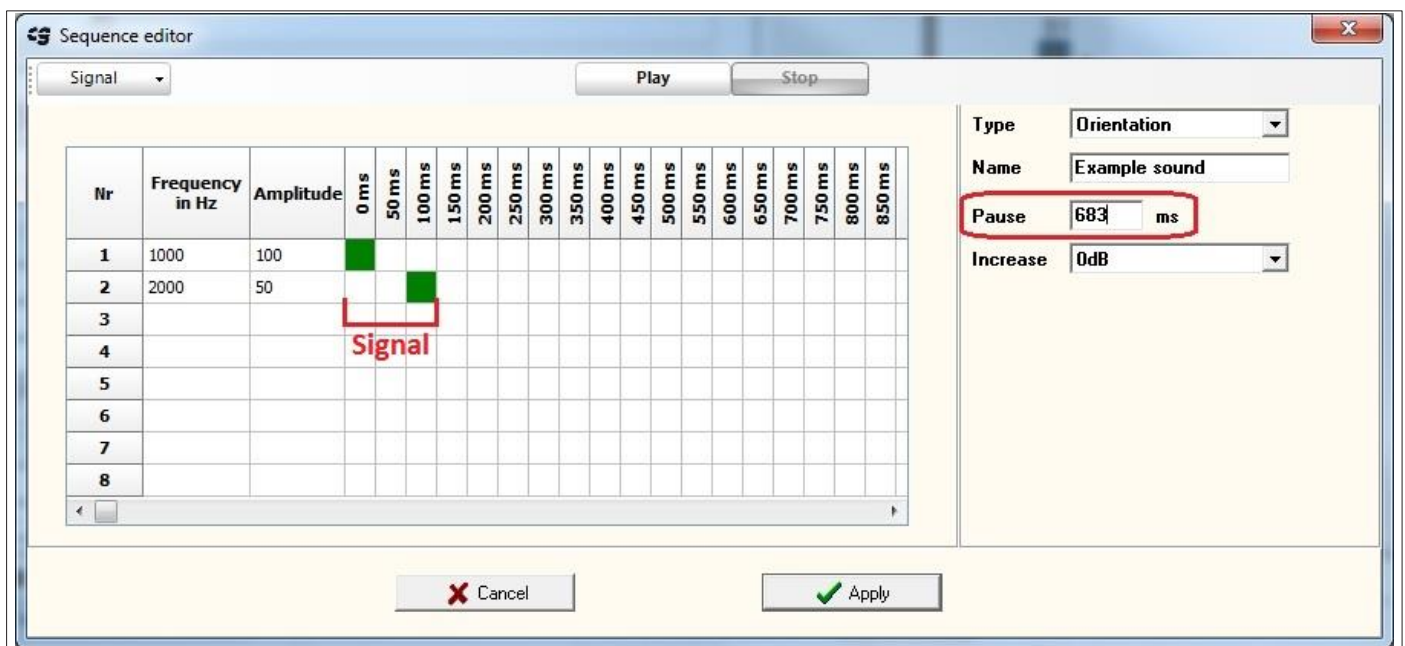 Sequence editor
Signal Play Stop
Type Orientation
Name Example sound
Pause 683 ms
Increase 0dB
Nr Frequency in Hz Amplitude 0 ms 50 ms 100 ms 150 ms 200 ms 250 ms 300 ms 350 ms 400 ms 450 ms 500 ms 550 ms 600 ms 650 ms 700 ms 750 ms 800 ms 850 ms
1 1000 100
2 2000 50
3
Signal
4
5
6
7
8
Cancel Apply